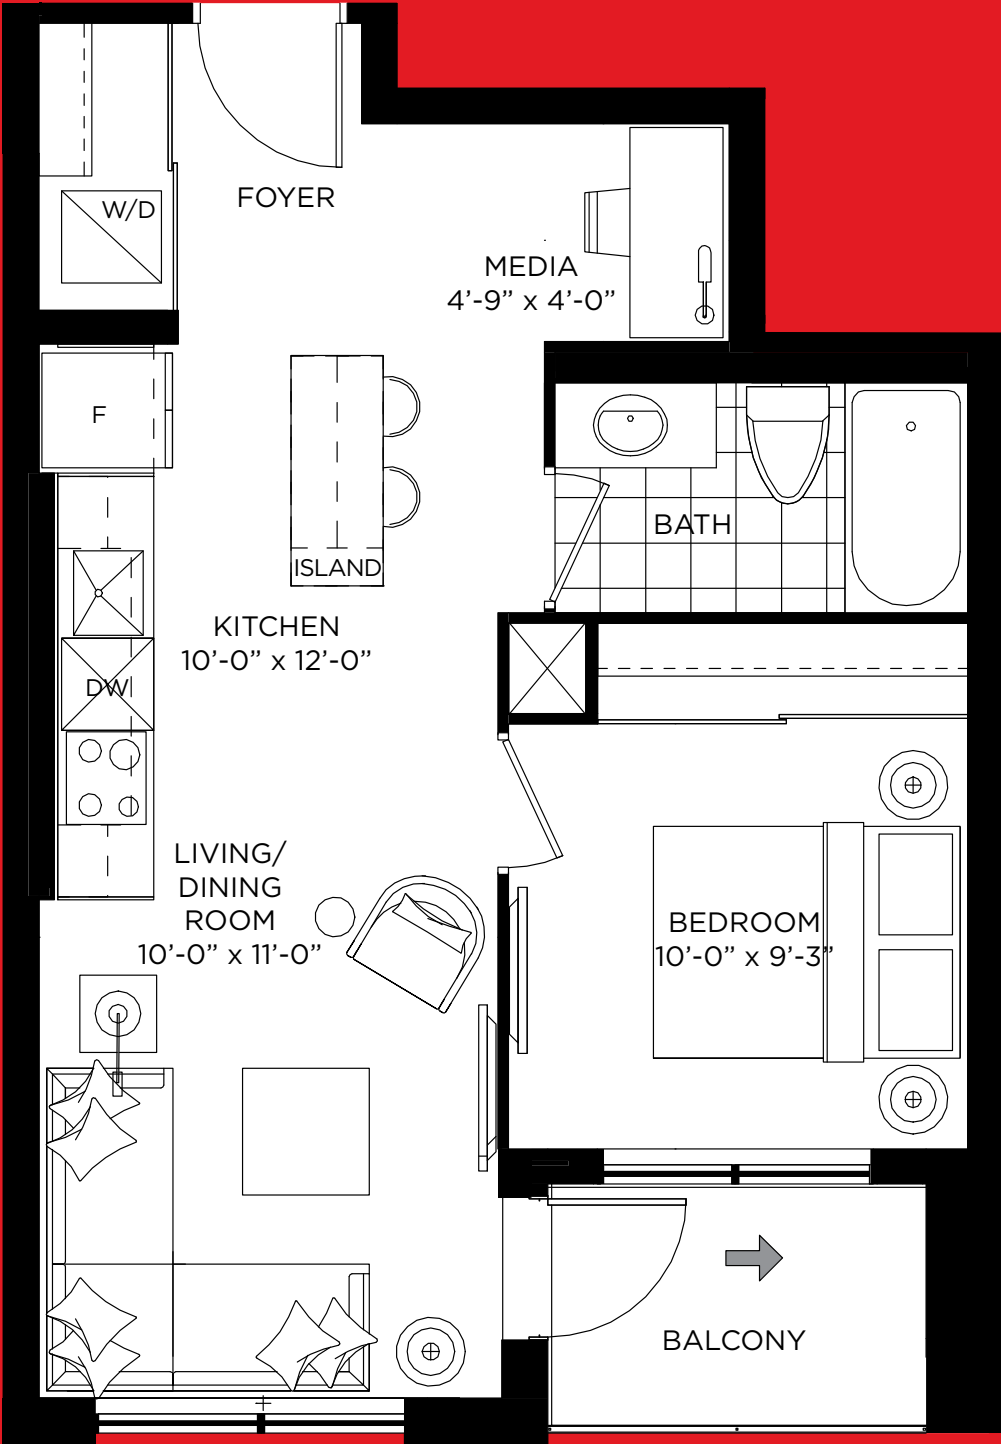 FOYER
W/D
MEDIA
4'-9" x 4'-0"
F
BATH
ISLAND
KITCHEN
10'-0" x 12'-0"
DW
LIVING/
DINING
ROOM
10'-0" x 11'-0"
BEDROOM
10'-0" x 9'-3"
BALCONY